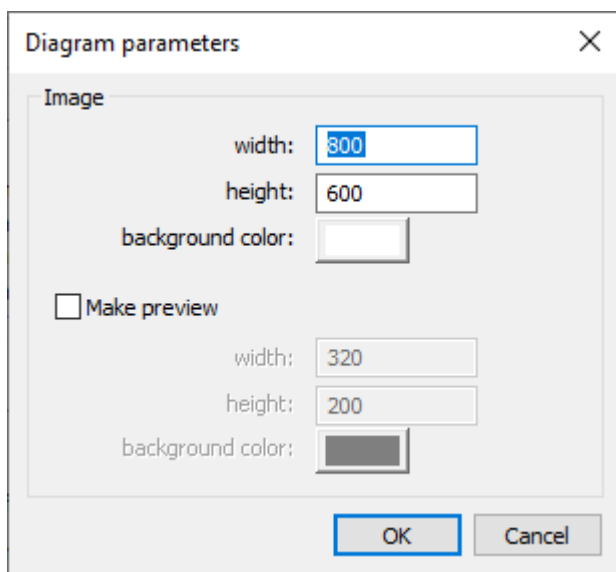 Diagram parameters
Image
width: 800
height: 600
background color:
Make preview
width: 320
height: 200
background color:
OK Cancel